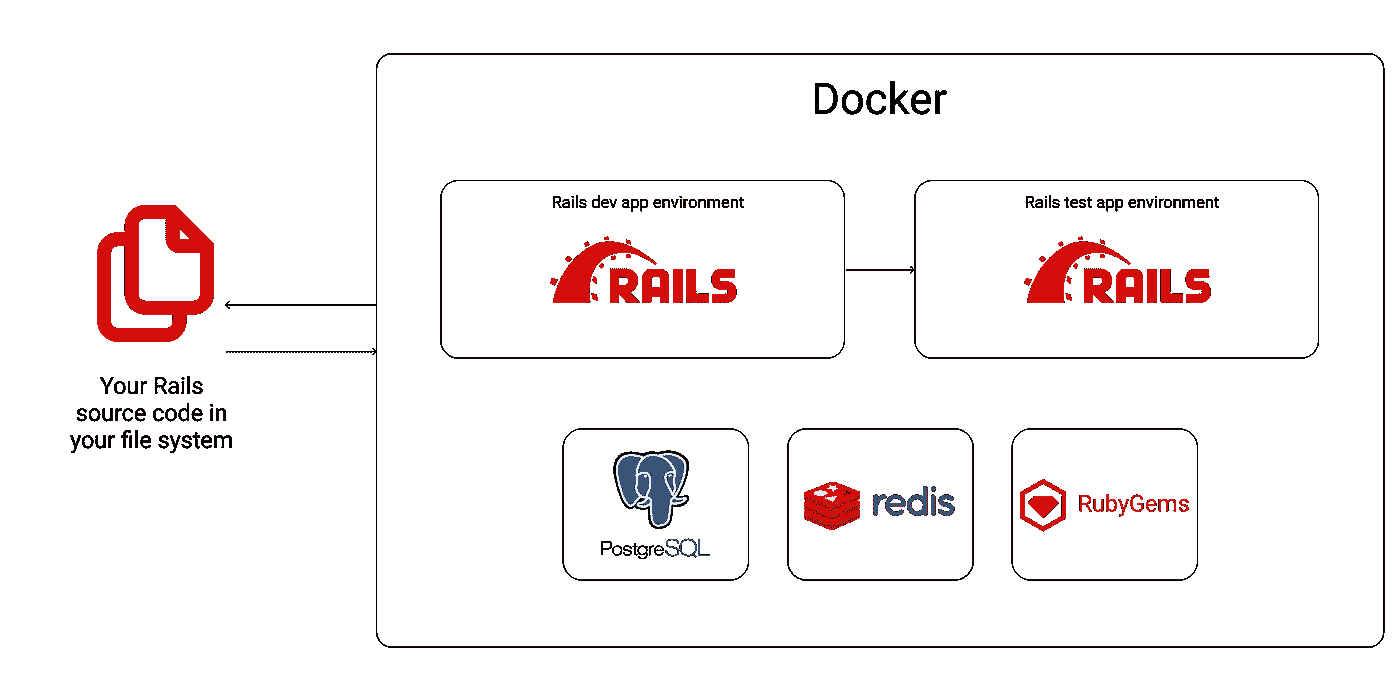 Docker
Rails dev app environment
Rails test app environment
RAILS
RAILS
Your Rails
source code in
your file system
PostgreSQL
redis
RubyGems